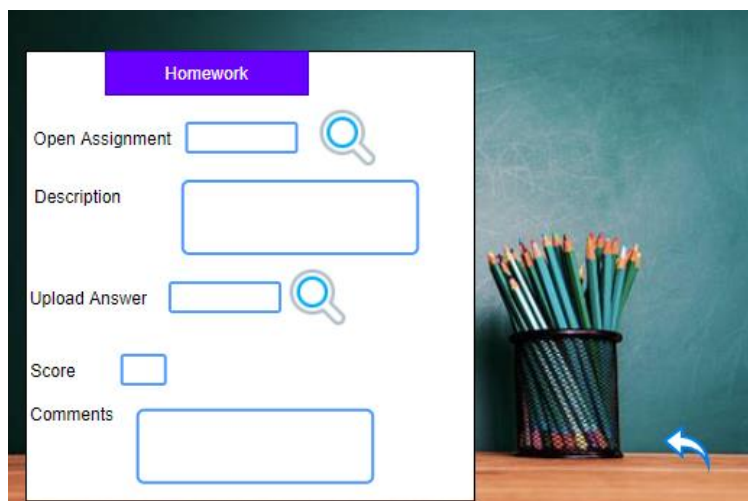 Homework
Open Assignment
Description
Upload Answer
Score
Comments